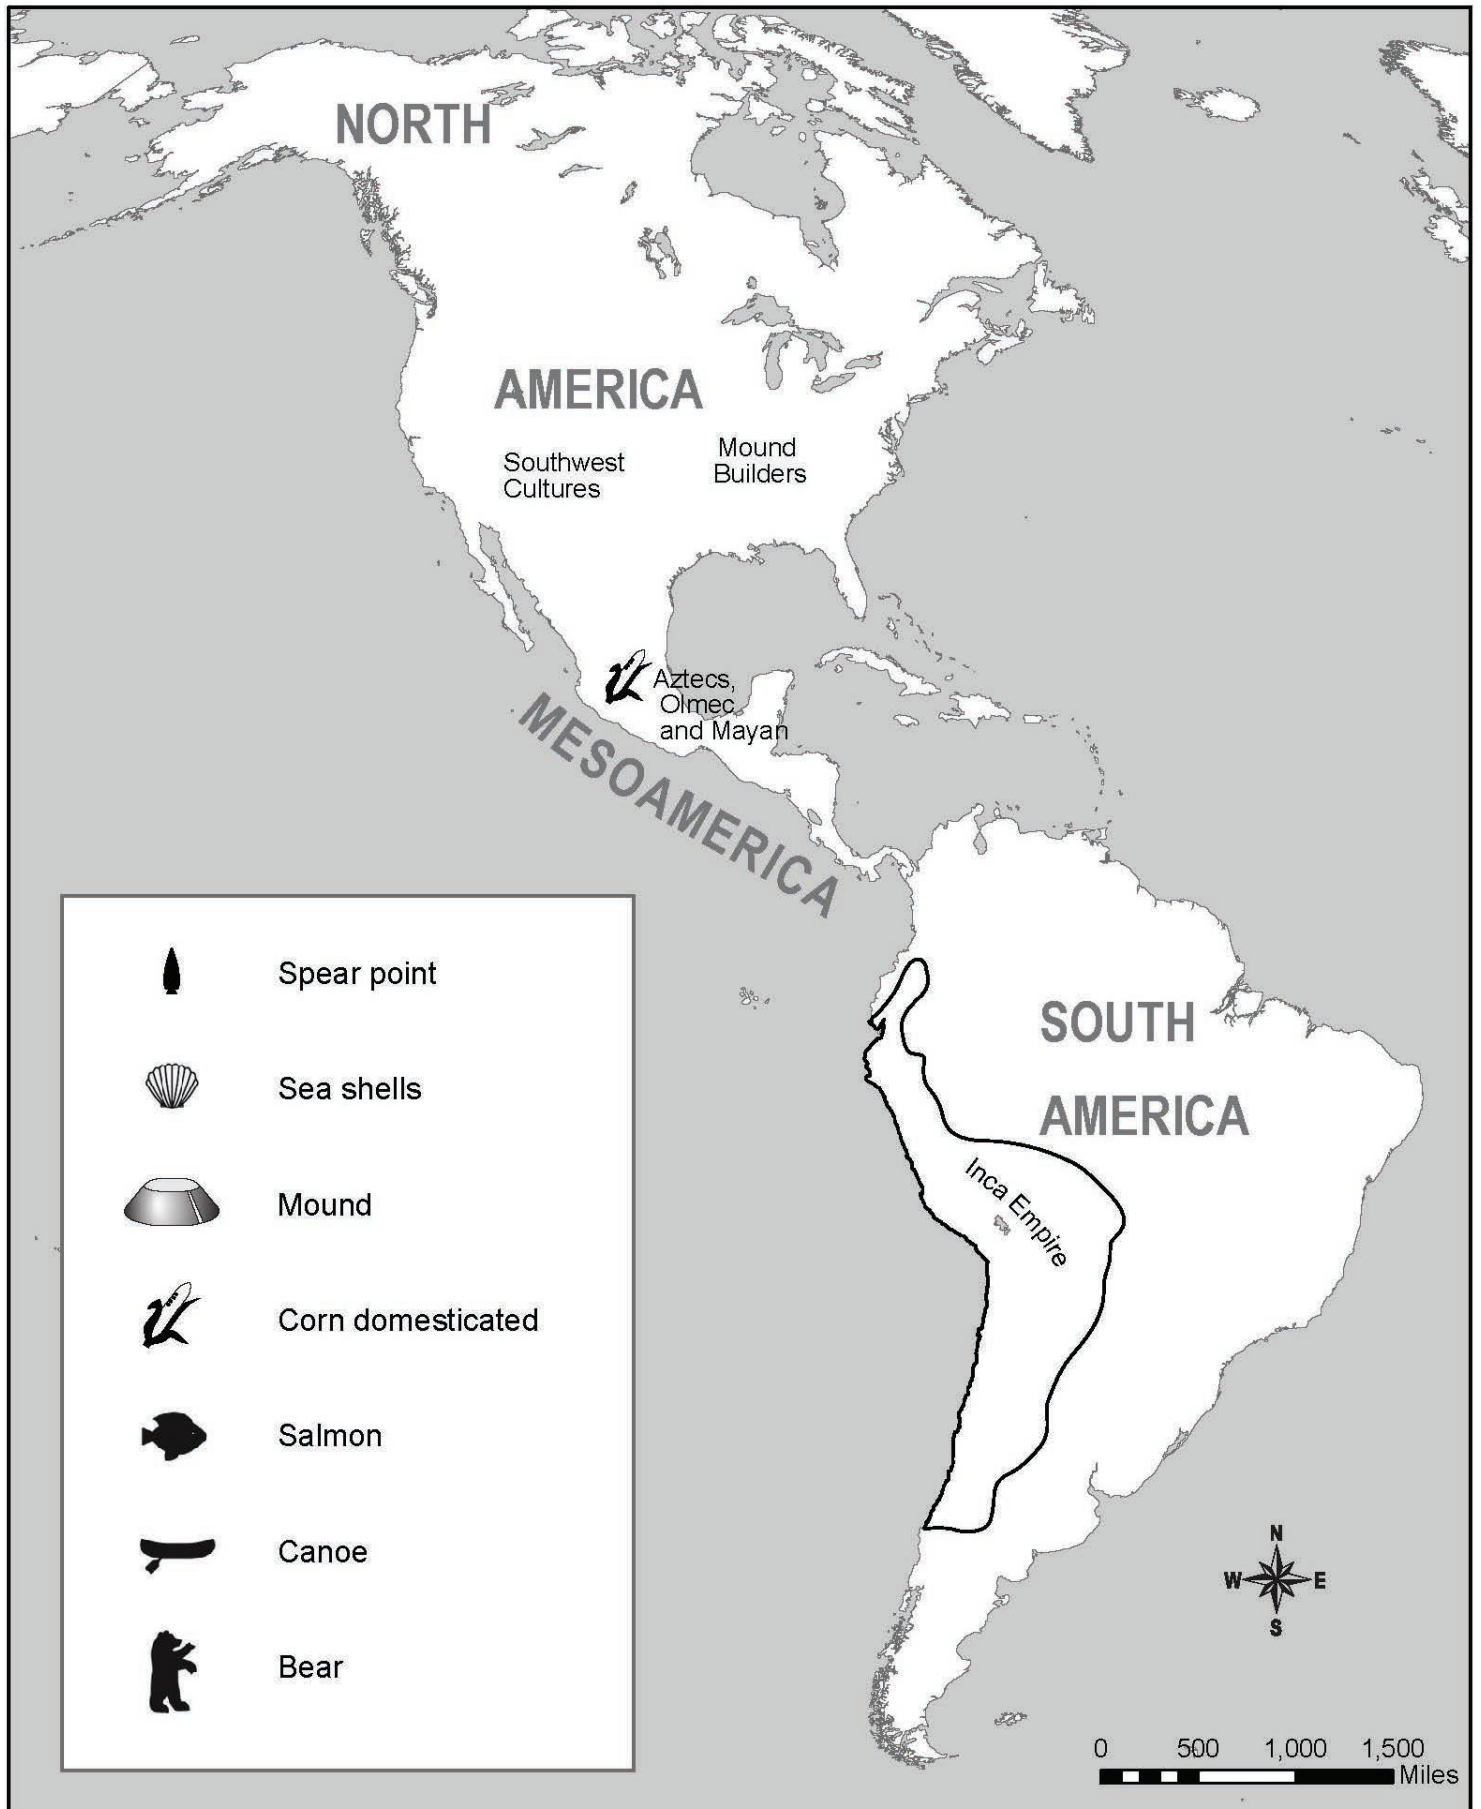 NORTH
AMERICA
Southwest
Cultures
Mound
Builders
Aztecs,
Olmec
and Mayan
MESOAMERICA
SOUTH
AMERICA
Inca Empire
Spear point
Sea shells
Mound
Corn domesticated
Salmon
Canoe
Bear
N
W E
S
0 500 1,000 1,500
Miles